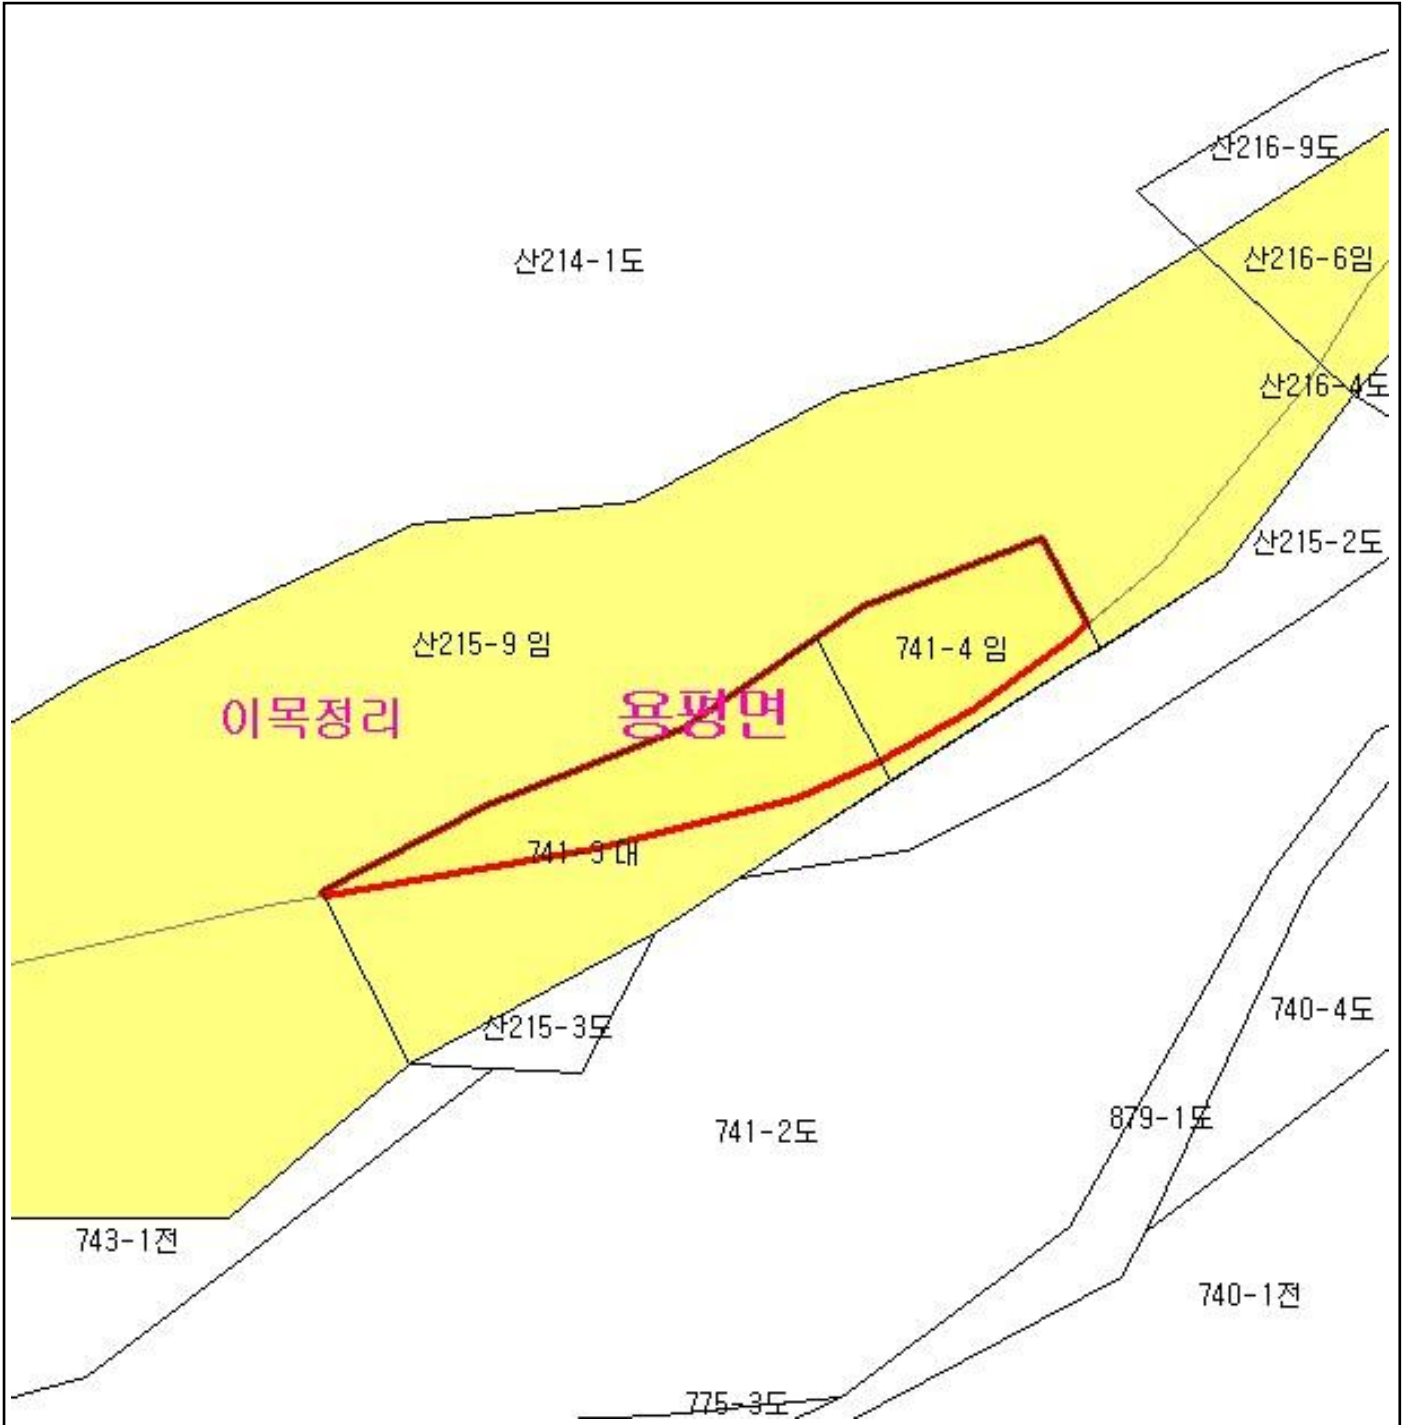 산216-9도
산214-1도
산216-6임
산216-4도
산215-2도
산215-9 임
741-4 임
이목정리
용평면
741-3 대
740-4도
산215-3도
879-1도
741-2도
743-1전
740-1전
775-3도